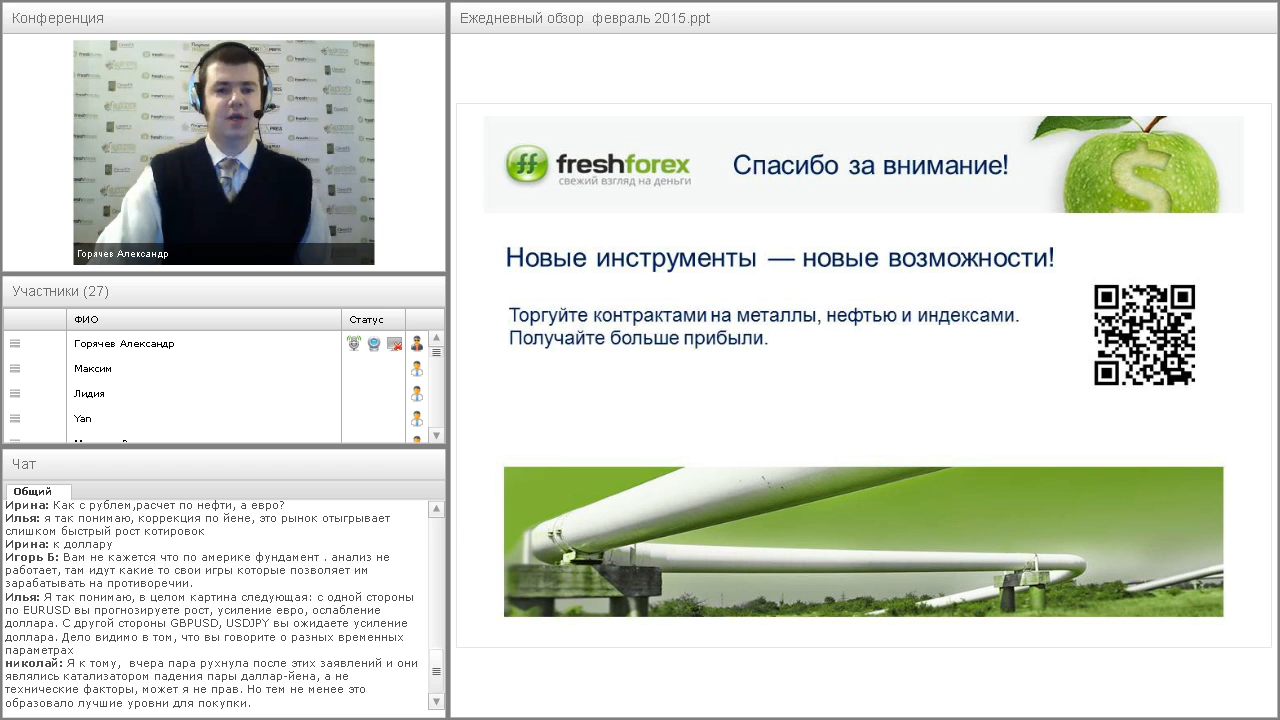 Конференция
Горячев Александр
Участники (27)
ФИО
Статус
Горячев Александр
Максим
Лидия
Yan
Чат
Общий
Ирина: Как с рублем,расчет по нефти, а евро?
Илья: я так понимаю, коррекция по йене, это рынок отыгрывает
слишком быстрый рост котировок
Ирина: к доллару
Игорь Б: Вам не кажется что по америке фундамент . анализ не
работает, там идут какие то свои игры которые позволяет им
зарабатывать на противоречии.
Илья: Я так понимаю, в целом картина следующая: с одной стороны
по EURUSD вы прогнозируете рост, усиление евро, ослабление
доллара. С другой стороны GBPUSD, USDJPY вы ожидаете усиление
доллара. Дело видимо в том, что вы говорите о разных временных
параметрах
николай: Я к тому, вчера пара рухнула после этих заявлений и они
являлись катализатором падения пары даллар-йена, а не
технические факторы, может я не прав. Но тем не менее это
образовало лучшие уровни для покупки.
Ежедневный обзор февраль 2015.ppt
freshforex
свежий взгляд на деньги
Спасибо за внимание!
Новые инструменты — новые возможности!
Торгуйте контрактами на металлы, нефтью и индексами.
Получайте больше прибыли.